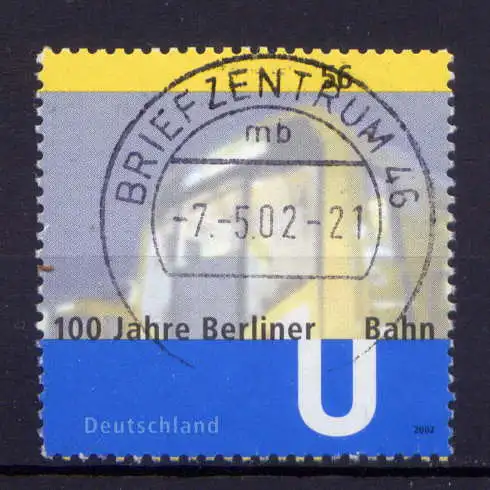 56
BRIEFZENTRUM 46
mb
-7.-5.02-21
100 Jahre Berliner U Bahn
Deutschland
2002